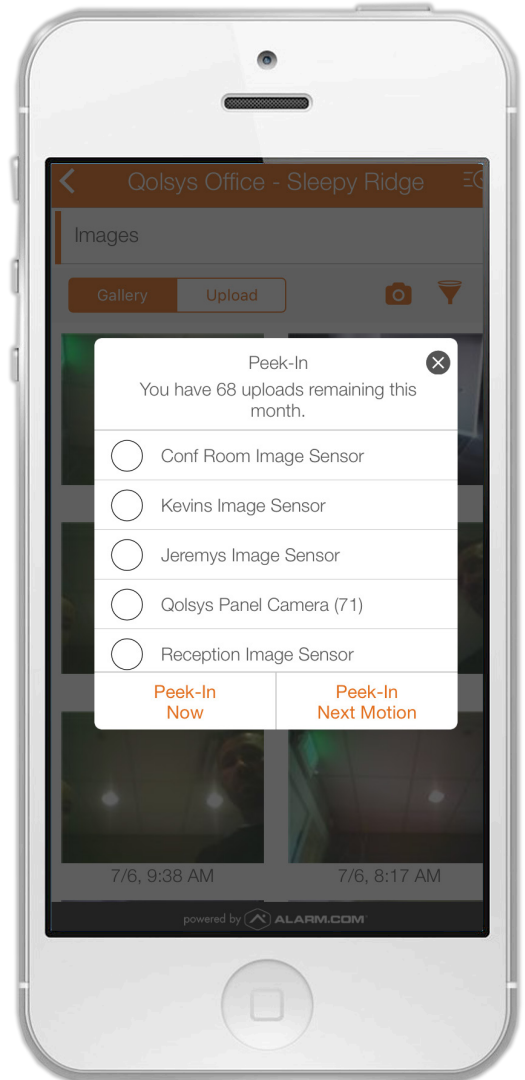 Qolsys Office - Sleepy Ridge
Images
Gallery
Upload
Peek-In
You have 68 uploads remaining this
month.
Conf Room Image Sensor
Kevins Image Sensor
Jeremys Image Sensor
Qolsys Panel Camera (71)
Reception Image Sensor
Peek-In
Now
Peek-In
Next Motion
7/6, 9:38 AM
7/6, 8:17 AM
powered by ALARM.COM